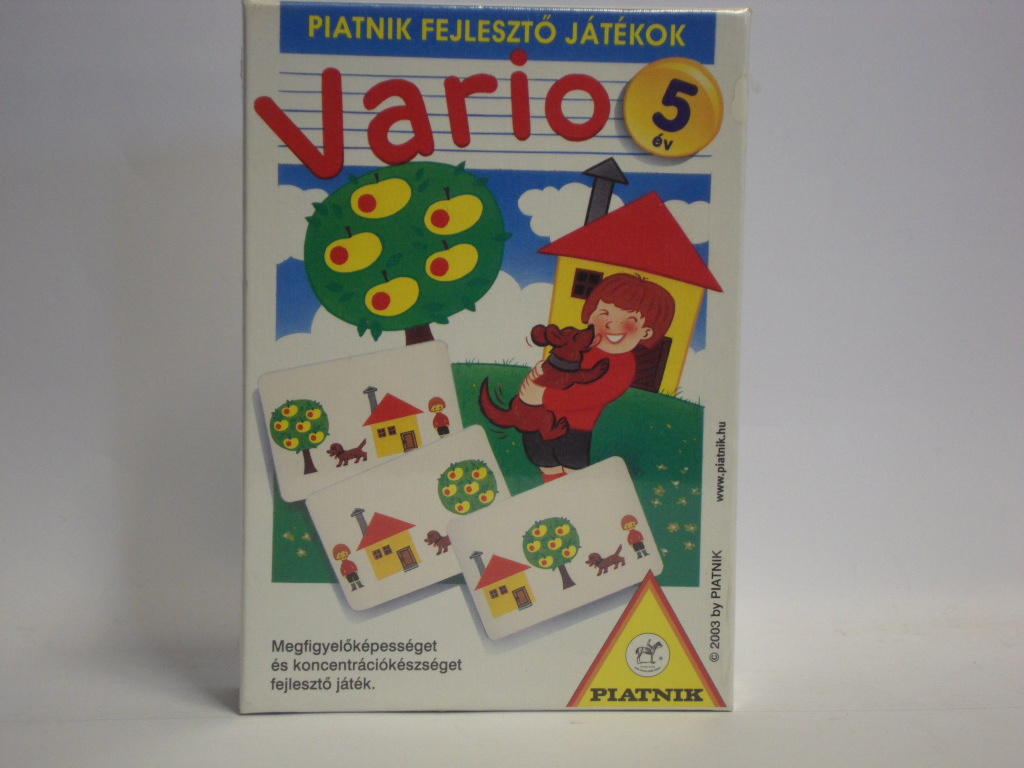 PIATNIK FEJLESZTŐ JÁTÉKOK
Vario
5
év
www.piatnik.hu
© 2003 by PIATNIK
Megfigyelőképességet
és koncentrációkészséget
fejlesztő játék.
PIATNIK